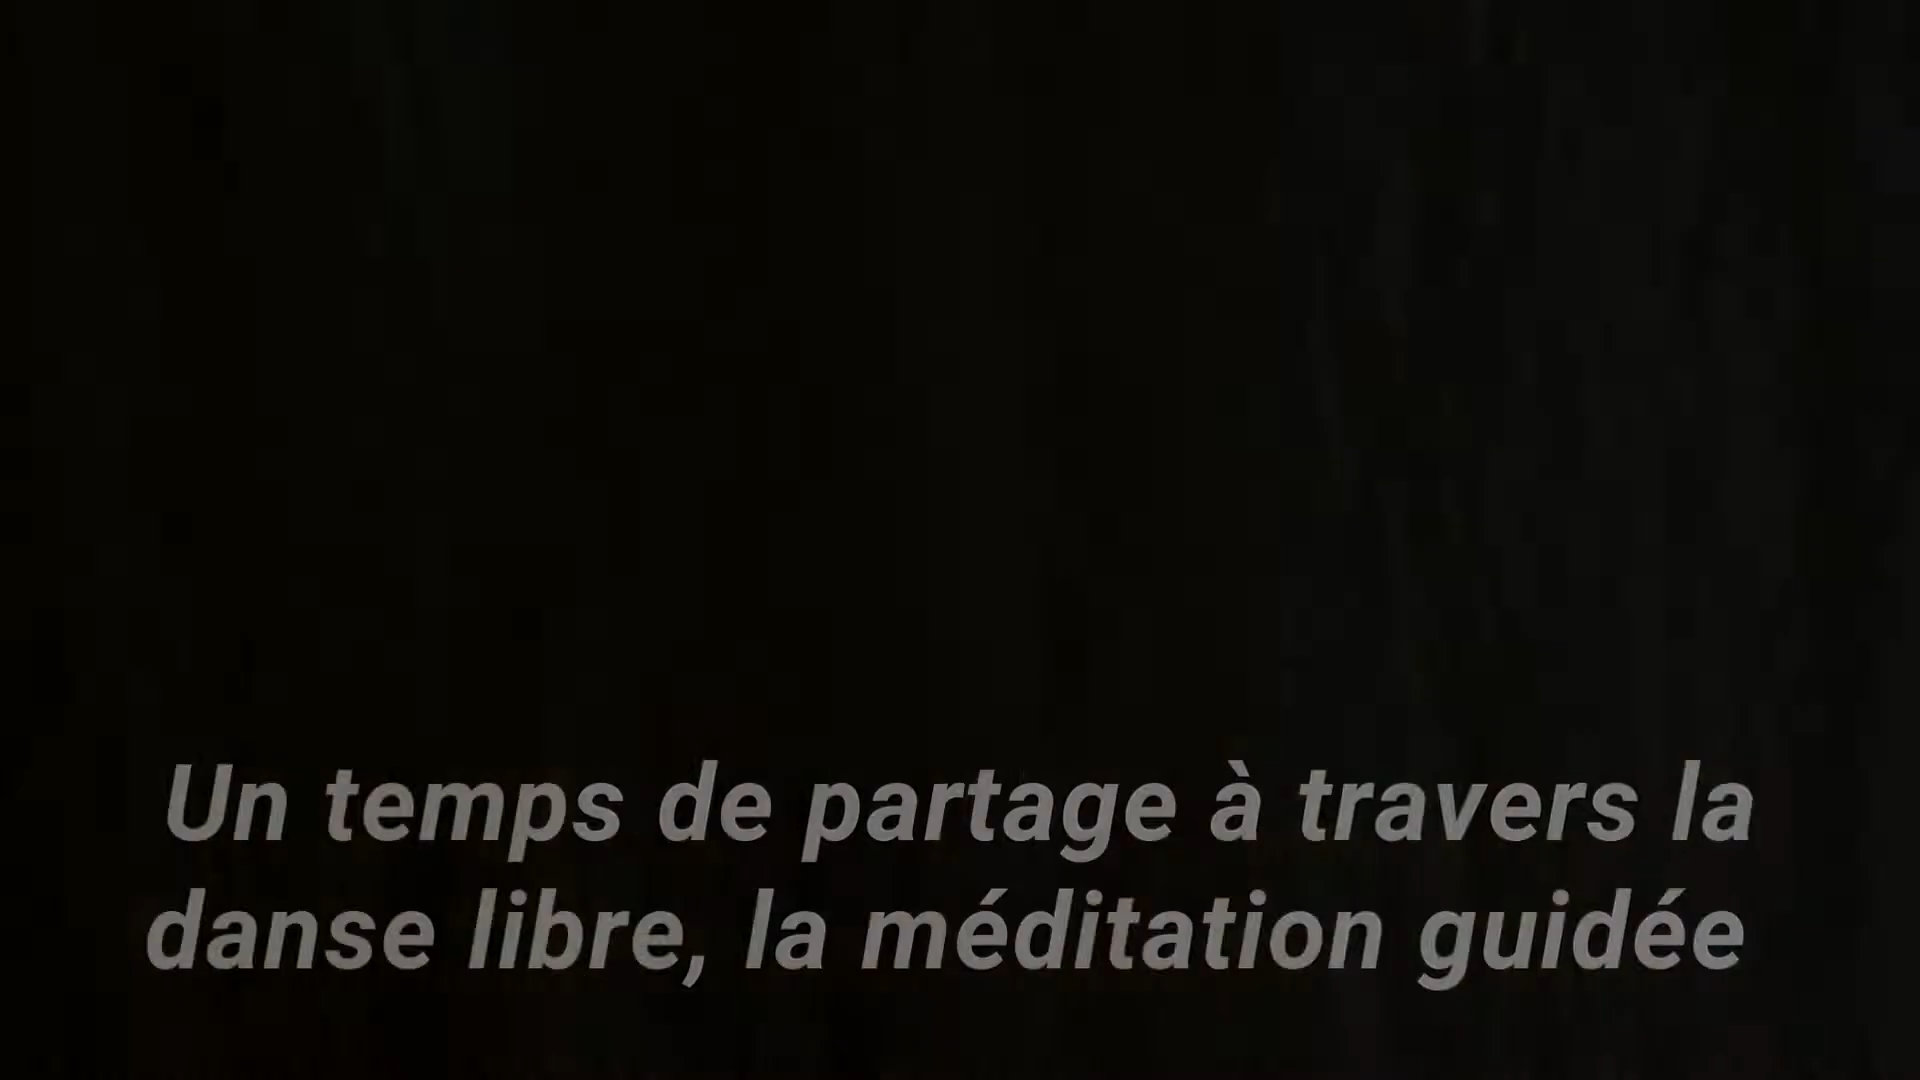 Un temps de partage à travers la
danse libre, la méditation guidée